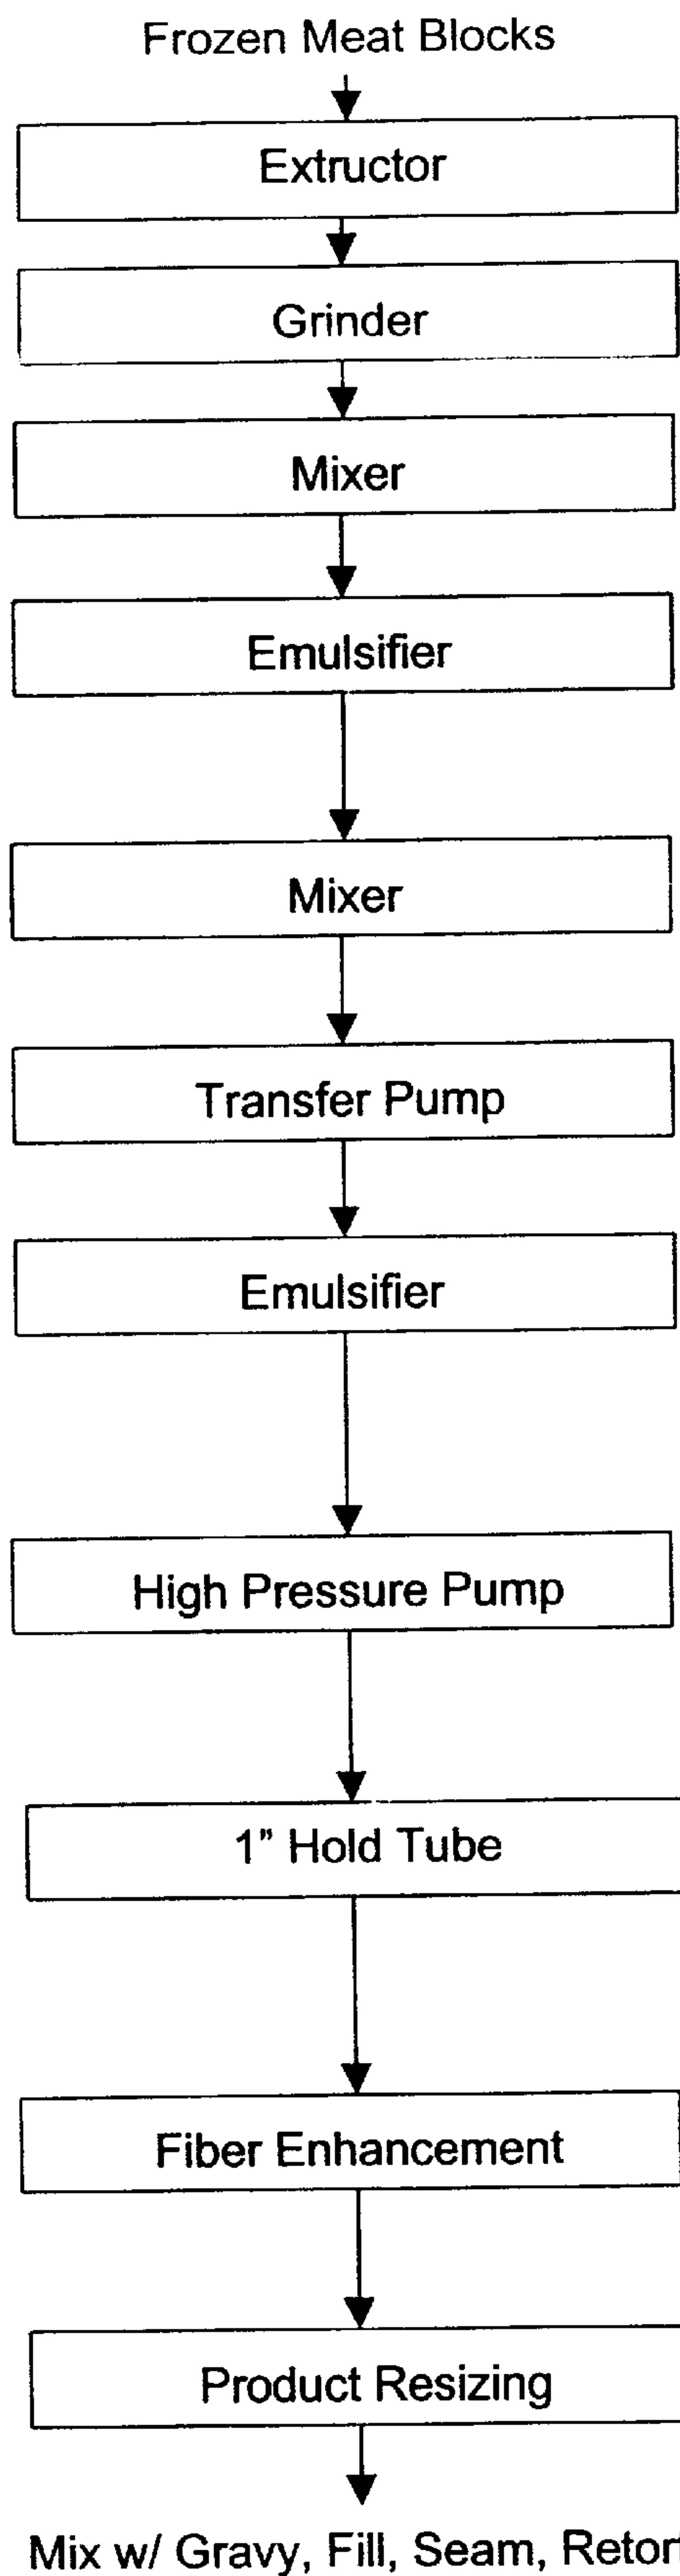 Frozen Meat Blocks
Extructor
Grinder
Mixer
Emulsifier
Mixer
Transfer Pump
Emulsifier
High Pressure Pump
1" Hold Tube
Fiber Enhancement
Product Resizing
Mix w/ Gravy, Fill, Seam, Retort